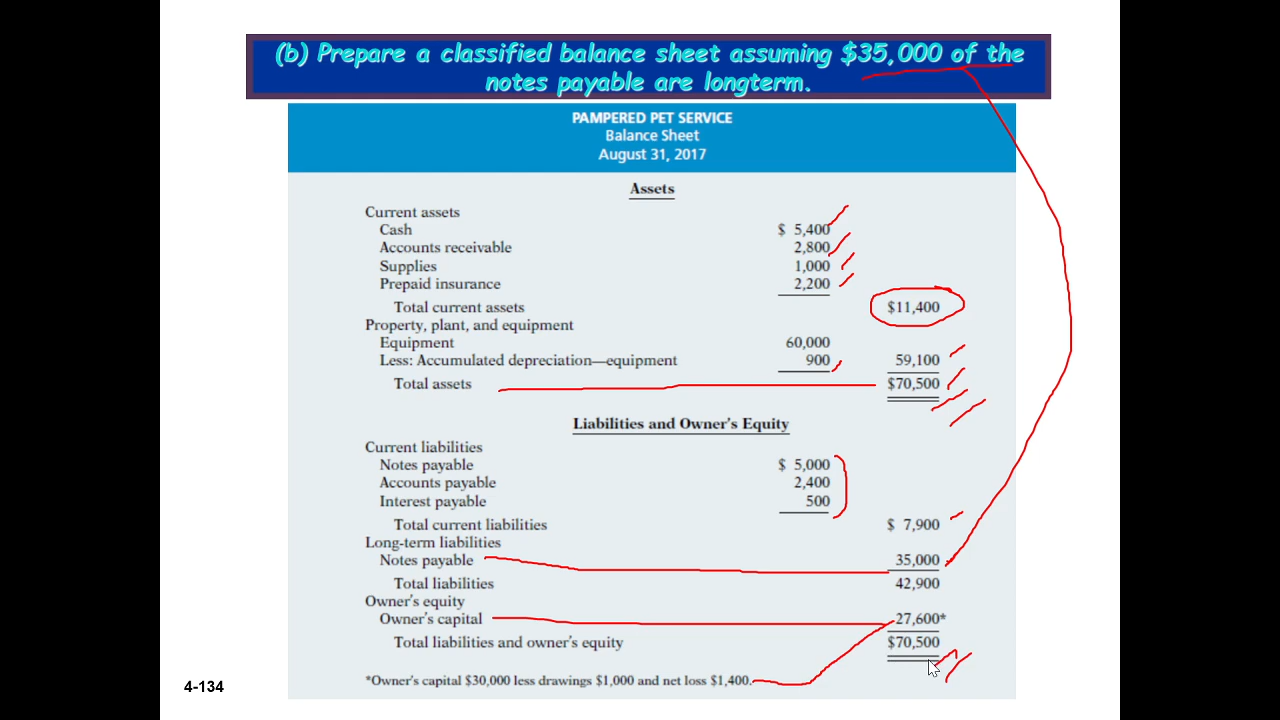 (b) Prepare a classified balance sheet assuming $35,000 of the
notes payable are longterm.
PAMPERED PET SERVICE
Balance Sheet
August 31, 2017
Assets
Current assets
Cash $ 5,400
Accounts receivable 2,800
Supplies 1,000
Prepaid insurance 2,200
Total current assets $11,400
Property, plant, and equipment
Equipment 60,000
Less: Accumulated depreciation—equipment 900 59,100
Total assets $70,500
Liabilities and Owner's Equity
Current liabilities
Notes payable $ 5,000
Accounts payable 2,400
Interest payable 500
Total current liabilities $ 7,900
Long-term liabilities
Notes payable 35,000
Total liabilities 42,900
Owner's equity
Owner's capital 27,600*
Total liabilities and owner's equity $70,500
*Owner's capital $30,000 less drawings $1,000 and net loss $1,400.
4-134